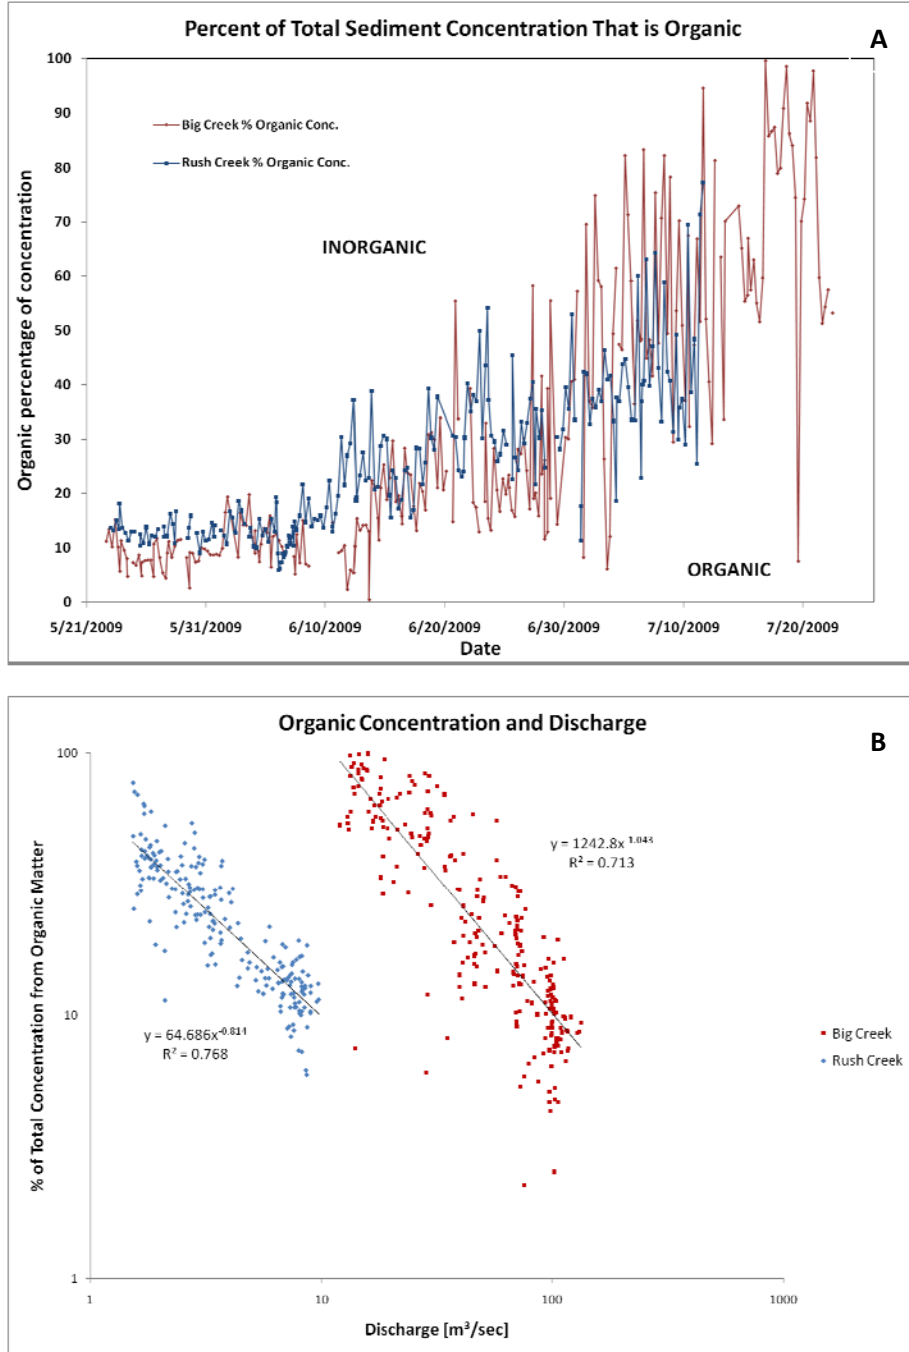 Percent of Total Sediment Concentration That is Organic
A
100
90
80
70
60
50
40
30
20
10
0
Organic percentage of concentration
Big Creek % Organic Conc.
Rush Creek % Organic Conc.
INORGANIC
ORGANIC
5/21/2009 5/31/2009 6/10/2009 6/20/2009 6/30/2009 7/10/2009 7/20/2009
Date
Organic Concentration and Discharge
B
100
10
1
% of Total Concentration from Organic Matter
y = 1242.8x^-1.043
R² = 0.713
y = 64.686x^-0.814
R² = 0.768
Big Creek
Rush Creek
1 10 100 1000
Discharge [m³/sec]